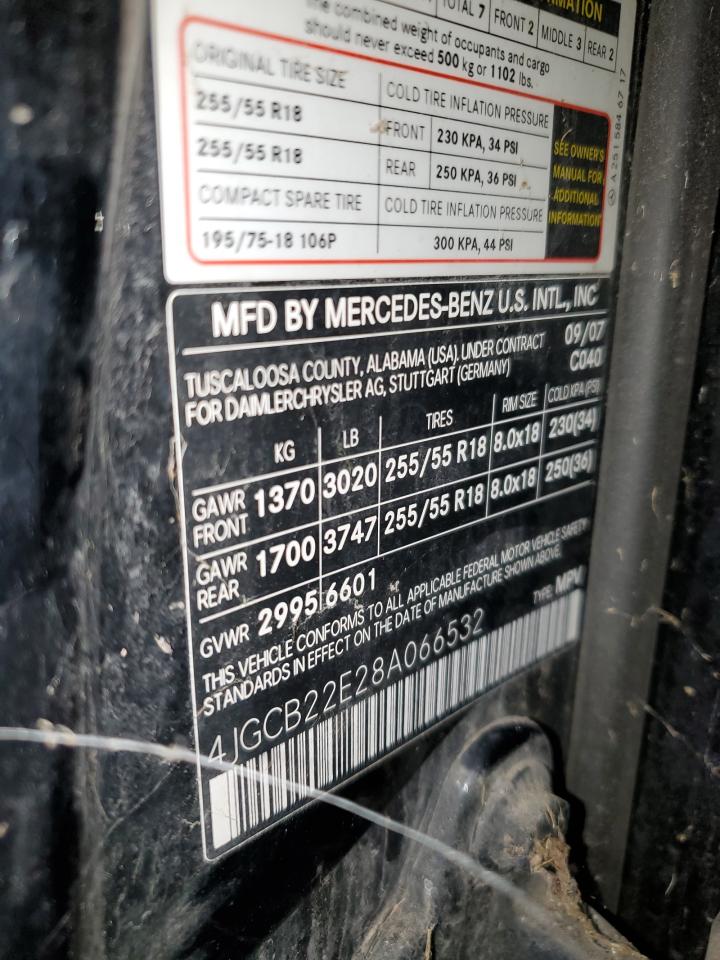 MATION
TOTAL 7 FRONT 2 MIDDLE 3 REAR 2
The combined weight of occupants and cargo
should never exceed 500 kg or 1102 lbs.
ORIGINAL TIRE SIZE COLD TIRE INFLATION PRESSURE
255/55 R18 FRONT 230 KPA, 34 PSI
255/55 R18 REAR 250 KPA, 36 PSI
COMPACT SPARE TIRE COLD TIRE INFLATION PRESSURE
195/75-18 106P 300 KPA, 44 PSI
SEE OWNER'S
MANUAL FOR
ADDITIONAL
INFORMATION
A 251 584 67 17
MFD BY MERCEDES-BENZ U.S. INTL., INC
TUSCALOOSA COUNTY, ALABAMA (USA). UNDER CONTRACT 09/07
FOR DAIMLERCHRYSLER AG, STUTTGART (GERMANY) C040
KG LB TIRES RIM SIZE COLD KPA (PSI)
GAWR FRONT 1370 3020 255/55 R18 8.0x18 230(34)
GAWR REAR 1700 3747 255/55 R18 8.0x18 250(36)
GVWR 2995 6601
THIS VEHICLE CONFORMS TO ALL APPLICABLE FEDERAL MOTOR VEHICLE SAFETY
STANDARDS IN EFFECT ON THE DATE OF MANUFACTURE SHOWN ABOVE.
4JGCB22E28A066532 TYPE: MPV